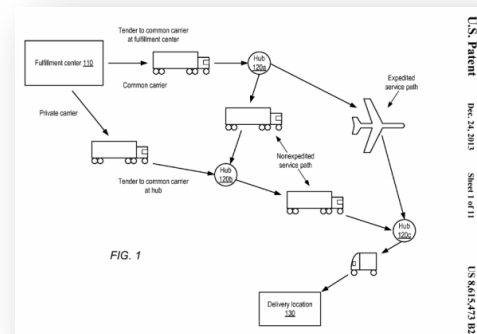 Tender to common carrier
at fulfillment center
Fulfillment center 110
Hub
120a
Common carrier
Expedited
service path
Private carrier
Nonexpedited
service path
Hub
120b
Tender to common carrier
at hub
Hub
120c
FIG. 1
Delivery location
130
U.S. Patent
Dec. 24, 2013
Sheet 1 of 11
US 8,615,473 B2